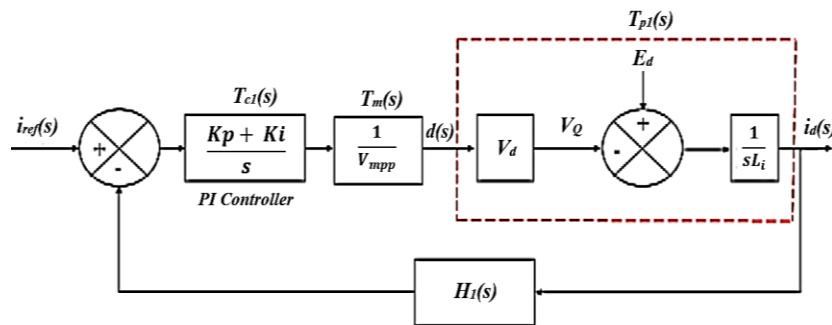 Tp1(s)
Ed
Tc1(s)
Tm(s)
iref(s)
+
-
Kp + Ki
s
1
Vmpp
d(s)
Vd
VQ
+
-
1
sLi
id(s)
PI Controller
H1(s)